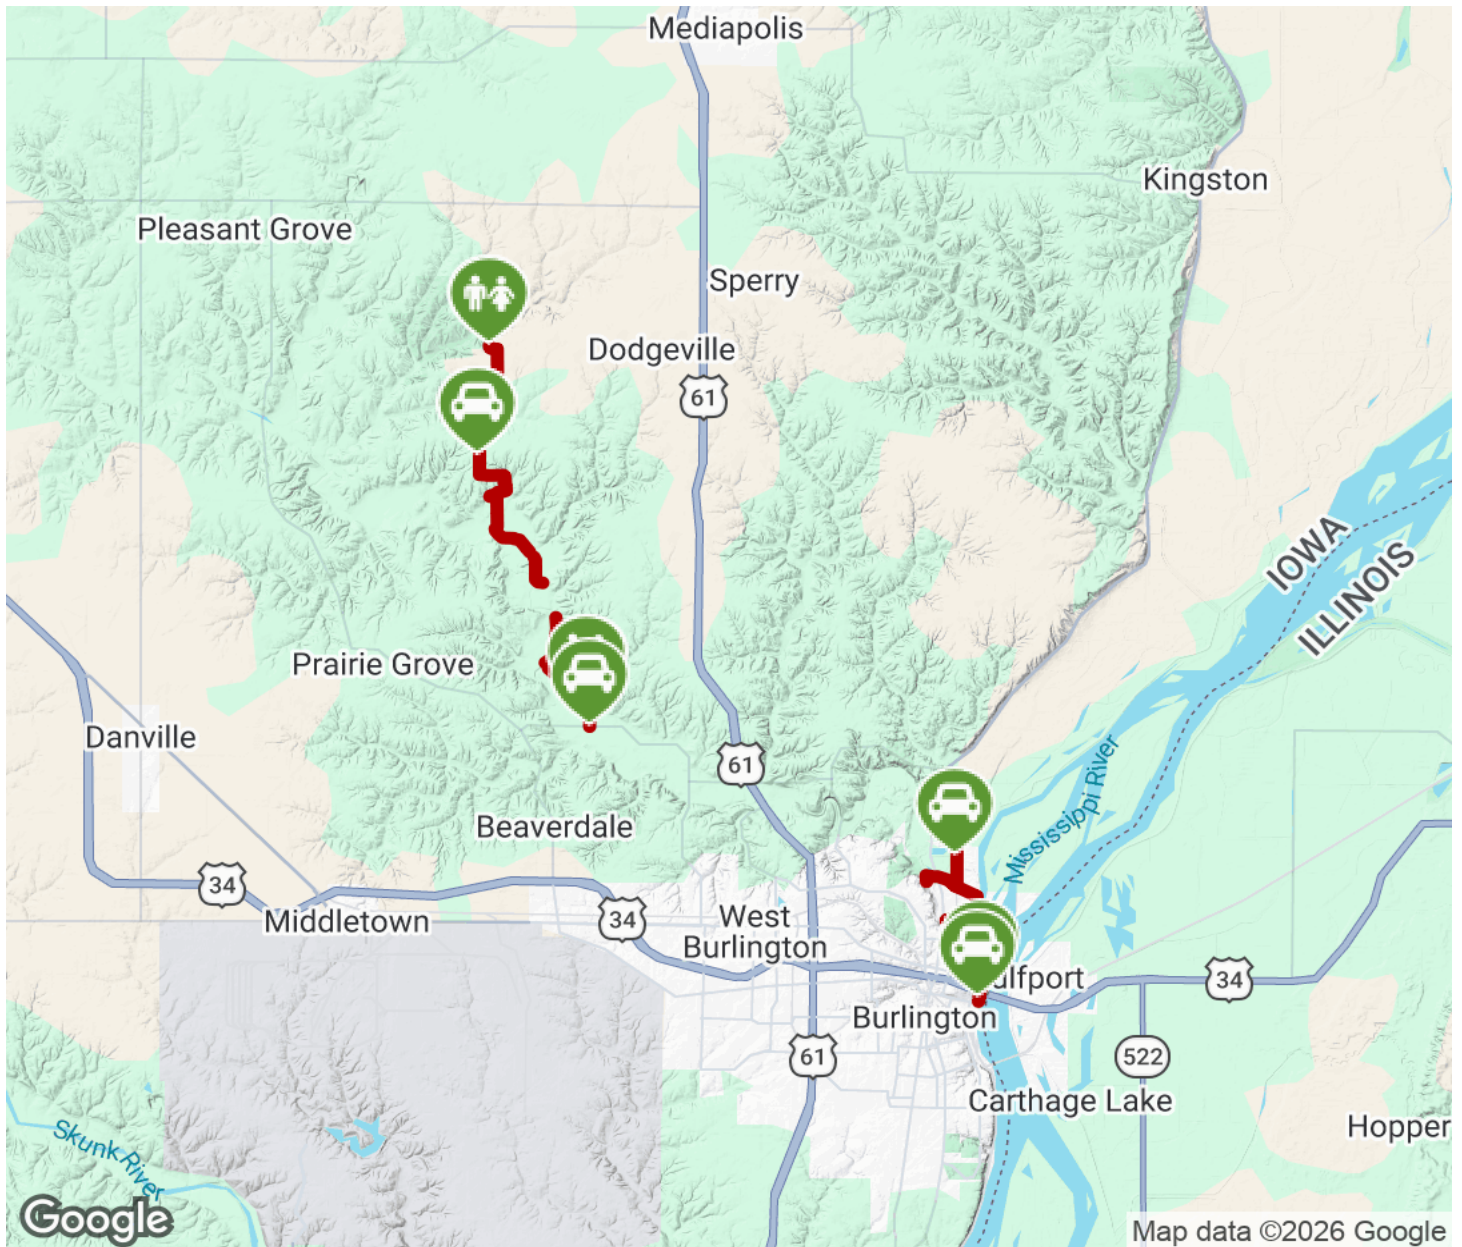 Mediapolis
Kingston
Pleasant Grove
Sperry
Dodgeville
61
IOWA
ILLINOIS
Prairie Grove
Danville
61
Mississippi River
Beaverdale
34
34
West
Burlington
Middletown
34
Burlington
61
522
Carthage Lake
Hopper
Skunk River
Google
Map data ©2026 Google